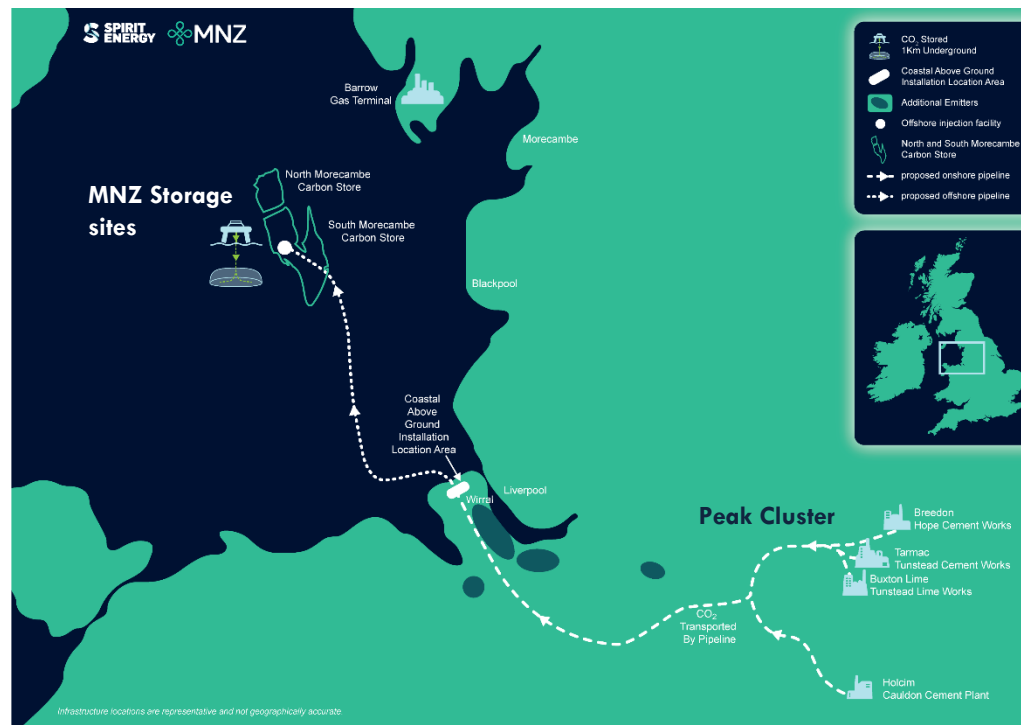 SPIRIT
ENERGY
MNZ
Barrow
Gas Terminal
Morecambe
North Morecambe
Carbon Store
MNZ Storage
sites
South Morecambe
Carbon Store
Blackpool
Coastal
Above
Ground
Installation
Location Area
Wirral
Liverpool
Peak Cluster
Breedon
Hope Cement Works
Tarmac
Tunstead Cement Works
Buxton Lime
Tunstead Lime Works
CO₂
Transported
By Pipeline
Holcim
Cauldon Cement Plant
Infrastructure locations are representative and not geographically accurate.
CO₂ Stored
1Km Underground
Coastal Above Ground
Installation Location Area
Additional Emitters
Offshore injection facility
North and South Morecambe
Carbon Store
proposed onshore pipeline
proposed offshore pipeline